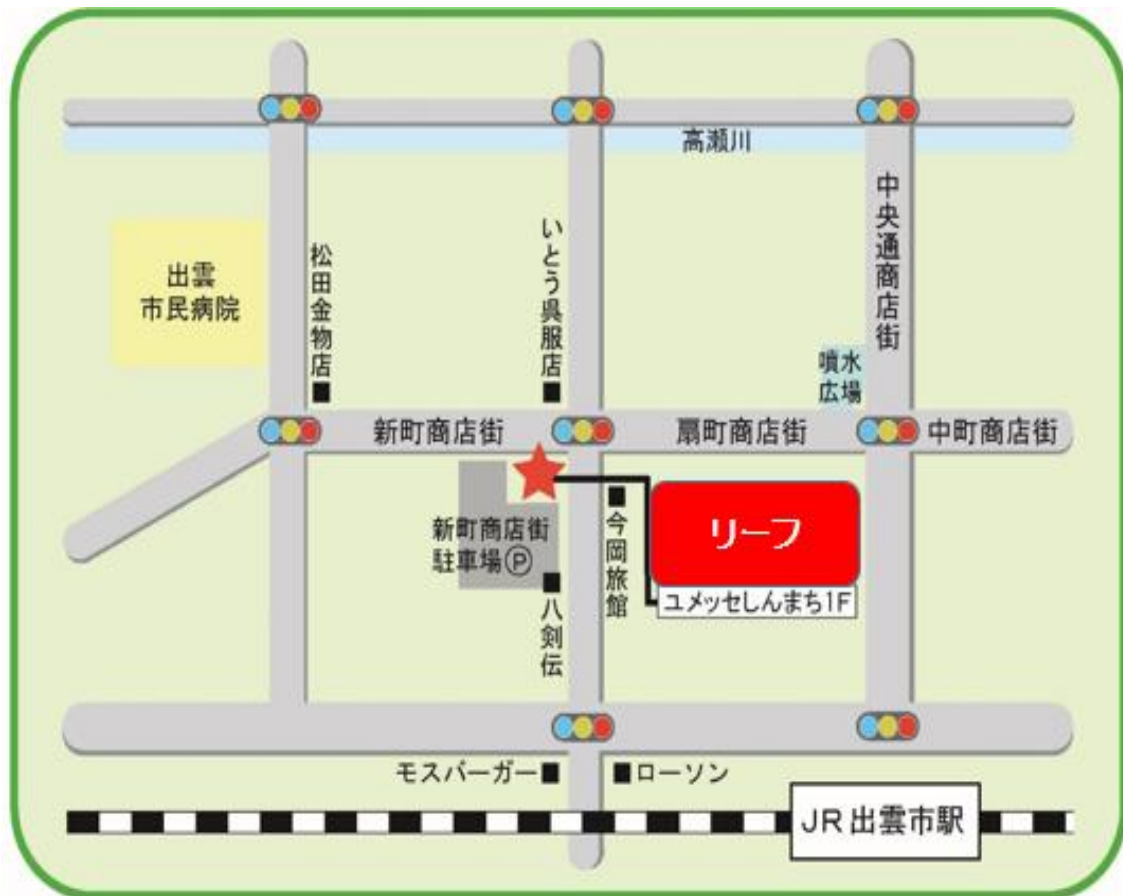 高瀬川
中央通商店街
いとう呉服店
松田金物店
出雲
市民病院
噴水
広場
新町商店街
扇町商店街
中町商店街
新町商店街
駐車場Ⓟ
今岡旅館
リーフ
ユメッセしんまち1F
八剣伝
モスバーガー
ローソン
JR出雲市駅